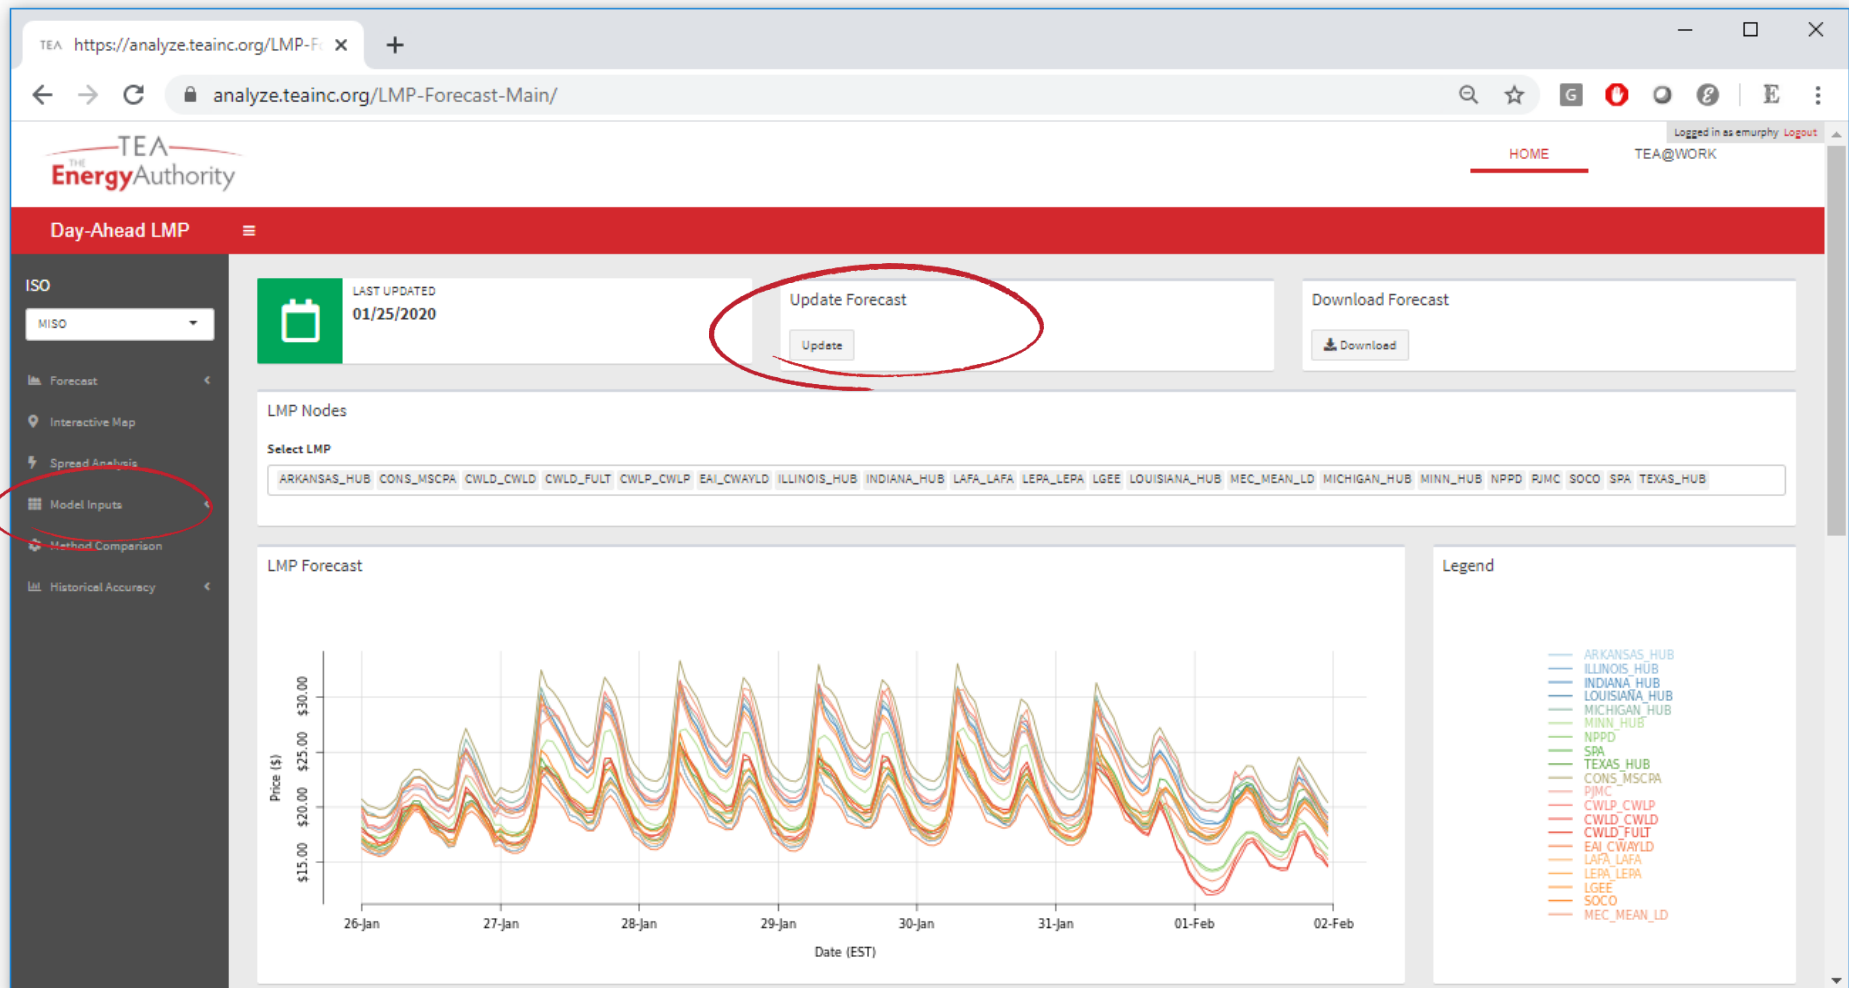 TEA https://analyze.teainc.org/LMP-F
analyze.teainc.org/LMP-Forecast-Main/
G
E
Logged in as emurphy Logout
TEA
THE
EnergyAuthority
HOME
TEA@WORK
Day-Ahead LMP
ISO
MISO
Forecast
Interactive Map
Spread Analysis
Model Inputs
Method Comparison
Historical Accuracy
LAST UPDATED
01/25/2020
Update Forecast
Update
Download Forecast
Download
LMP Nodes
Select LMP
ARKANSAS_HUB CONS_MSCPA CWLD_CWLD CWLD_FULT CWLP_CWLP EAI_CWAYLD ILLINOIS_HUB INDIANA_HUB LAFA_LAFA LEPA_LEPA LGEE LOUISIANA_HUB MEC_MEAN_LD MICHIGAN_HUB MINN_HUB NPPD PJMC SOCO SPA TEXAS_HUB
LMP Forecast
Price ($)
$30.00
$25.00
$20.00
$15.00
26-Jan 27-Jan 28-Jan 29-Jan 30-Jan 31-Jan 01-Feb 02-Feb
Date (EST)
Legend
ARKANSAS_HUB
ILLINOIS_HUB
INDIANA_HUB
LOUISIANA_HUB
MICHIGAN_HUB
MINN_HUB
NPPD
SPA
TEXAS_HUB
CONS_MSCPA
PJMC
CWLP_CWLP
CWLD_CWLD
CWLD_FULT
EAI_CWAYLD
LAFA_LAFA
LEPA_LEPA
LGEE
SOCO
MEC_MEAN_LD